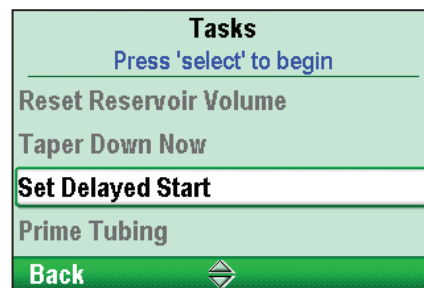 Tasks
Press 'select' to begin
Reset Reservoir Volume
Taper Down Now
Set Delayed Start
Prime Tubing
Back